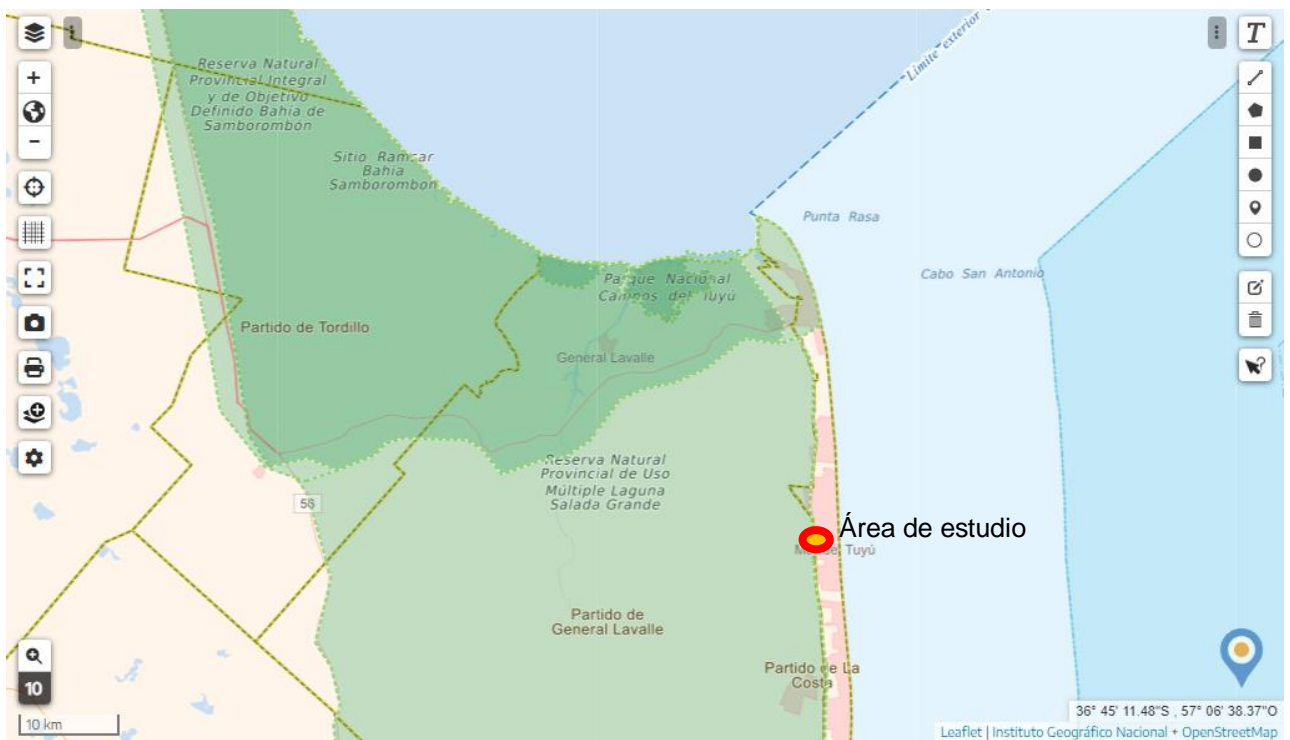 Reserva Natural
Provincial Integral
y de Objetivo
Definido Bahía de
Samborombón
Sitio Ramsar
Bahía
Samborombón
Límite exterior
T
Punta Rasa
Cabo San Antonio
Parque Nacional
Campos del Tuyú
Partido de Tordillo
General Lavalle
Reserva Natural
Provincial de Uso
Múltiple Laguna
Salada Grande
56
Área de estudio
Mar del Tuyú
Partido de
General Lavalle
Partido de La
Costa
10
10 km
36° 45' 11.48"S , 57° 06' 38.37"O
Leaflet | Instituto Geográfico Nacional + OpenStreetMap